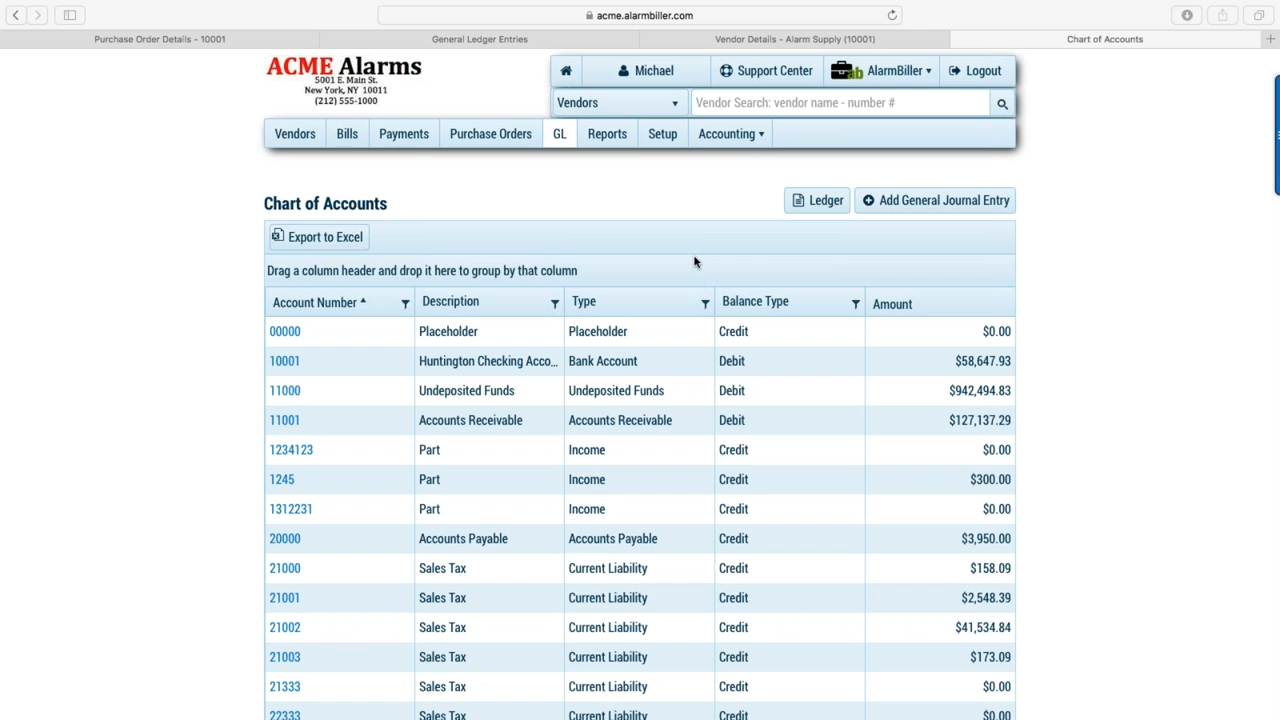 acme.alarmbiller.com
Purchase Order Details - 10001
General Ledger Entries
Vendor Details - Alarm Supply (10001)
Chart of Accounts
ACME Alarms
5001 E. Main St.
New York, NY 10011
(212) 555-1000
Michael
Support Center
ab AlarmBiller
Logout
Vendors
Vendor Search: vendor name - number #
Vendors Bills Payments Purchase Orders GL Reports Setup Accounting
Chart of Accounts
Ledger
Add General Journal Entry
Export to Excel
Drag a column header and drop it here to group by that column
Account Number Description Type Balance Type Amount
00000 Placeholder Placeholder Credit $0.00
10001 Huntington Checking Acco... Bank Account Debit $58,647.93
11000 Undeposited Funds Undeposited Funds Debit $942,494.83
11001 Accounts Receivable Accounts Receivable Debit $127,137.29
1234123 Part Income Credit $0.00
1245 Part Income Credit $300.00
1312231 Part Income Credit $0.00
20000 Accounts Payable Accounts Payable Credit $3,950.00
21000 Sales Tax Current Liability Credit $158.09
21001 Sales Tax Current Liability Credit $2,548.39
21002 Sales Tax Current Liability Credit $41,534.84
21003 Sales Tax Current Liability Credit $173.09
21333 Sales Tax Current Liability Credit $0.00
22333 Sales Tax Current Liability Credit $0.00